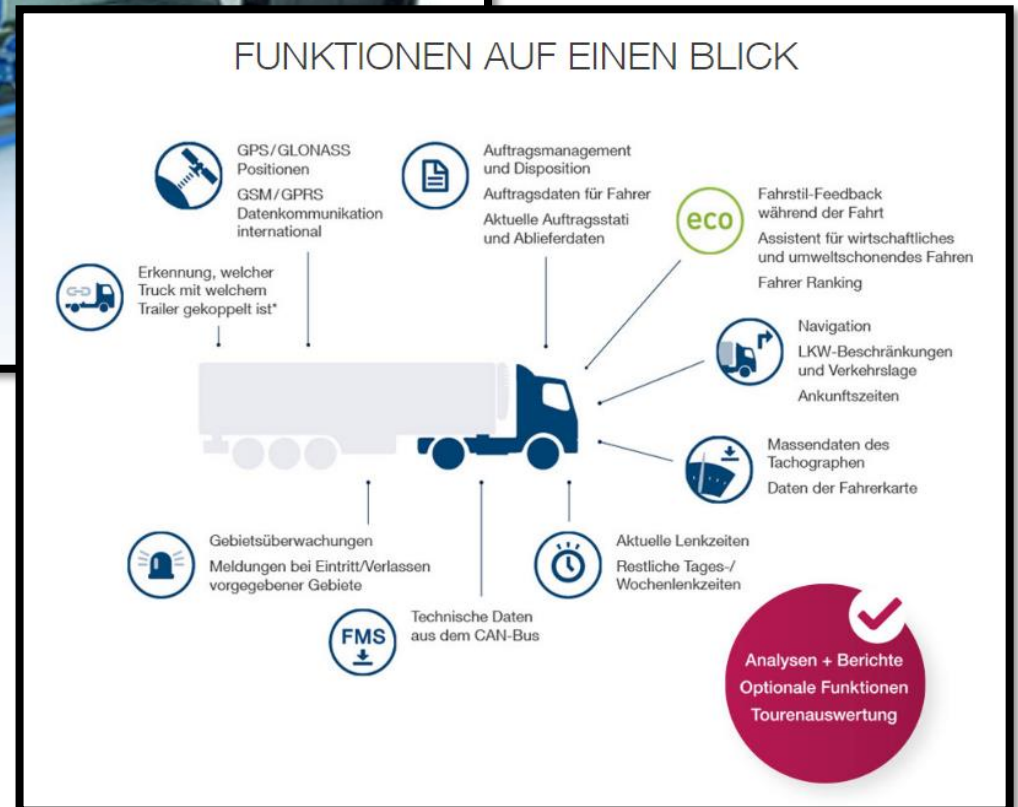 FUNKTIONEN AUF EINEN BLICK
GPS/GLONASS
Positionen
GSM/GPRS
Datenkommunikation
international
Auftragsmanagement
und Disposition
Auftragsdaten für Fahrer
Aktuelle Auftragsstati
und Ablieferdaten
eco
Fahrstil-Feedback
während der Fahrt
Assistent für wirtschaftliches
und umweltschonendes Fahren
Fahrer Ranking
Erkennung, welcher
Truck mit welchem
Trailer gekoppelt ist*
Navigation
LKW-Beschränkungen
und Verkehrslage
Ankunftszeiten
Massendaten des
Tachographen
Daten der Fahrerkarte
Gebietsüberwachungen
Meldungen bei Eintritt/Verlassen
vorgegebener Gebiete
Aktuelle Lenkzeiten
Restliche Tages-/
Wochenlenkzeiten
FMS
Technische Daten
aus dem CAN-Bus
Analysen + Berichte
Optionale Funktionen
Tourenauswertung